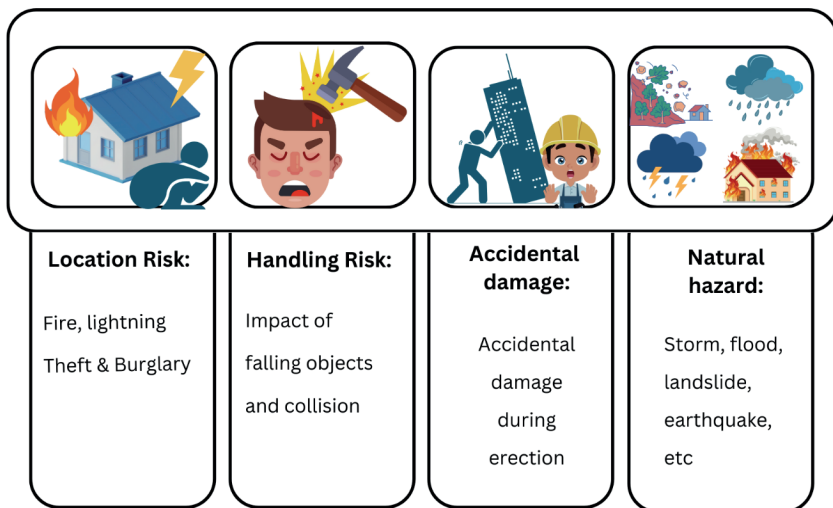 Location Risk:
Fire, lightning
Theft & Burglary
Handling Risk:
Impact of
falling objects
and collision
Accidental
damage:
Accidental
damage
during
erection
Natural
hazard:
Storm, flood,
landslide,
earthquake,
etc